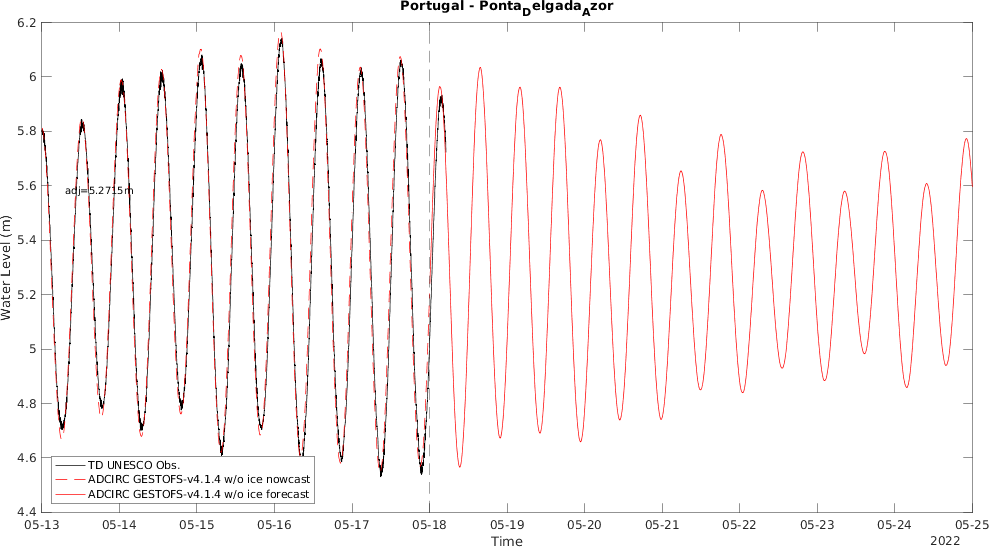 Portugal - PontaDelgadaAzor
6.2
6
5.8
5.6
5.4
5.2
5
4.8
4.6
4.4
Water Level (m)
adj=5.2715m
TD UNESCO Obs.
ADCIRC GESTOFS-v4.1.4 w/o ice nowcast
ADCIRC GESTOFS-v4.1.4 w/o ice forecast
05-13 05-14 05-15 05-16 05-17 05-18 05-19 05-20 05-21 05-22 05-23 05-24 05-25
Time
2022